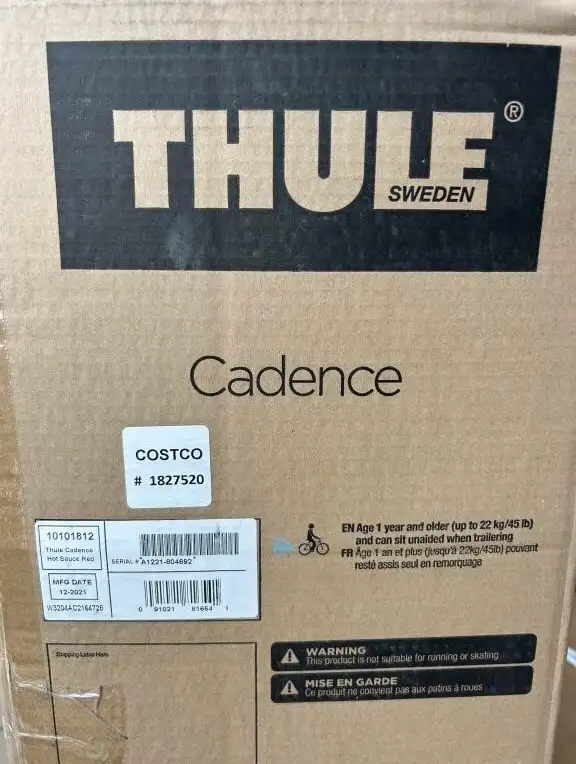 THULE®
SWEDEN
Cadence
COSTCO
# 1827520
10101812
Thule Cadence
Hot Sauce Red
SERIAL # A1221-804692
MFG DATE
12-2021
W3204AC2164728
0 91021 81664 1
EN Age 1 year and older (up to 22 kg/45 lb)
and can sit unaided when trailering
FR Âge 1 an et plus (jusqu'à 22kg/45lb) pouvant
resté assis seul en remorquage
Shipping Label Here
WARNING
This product is not suitable for running or skating
MISE EN GARDE
Ce produit ne convient pas aux patins à roues